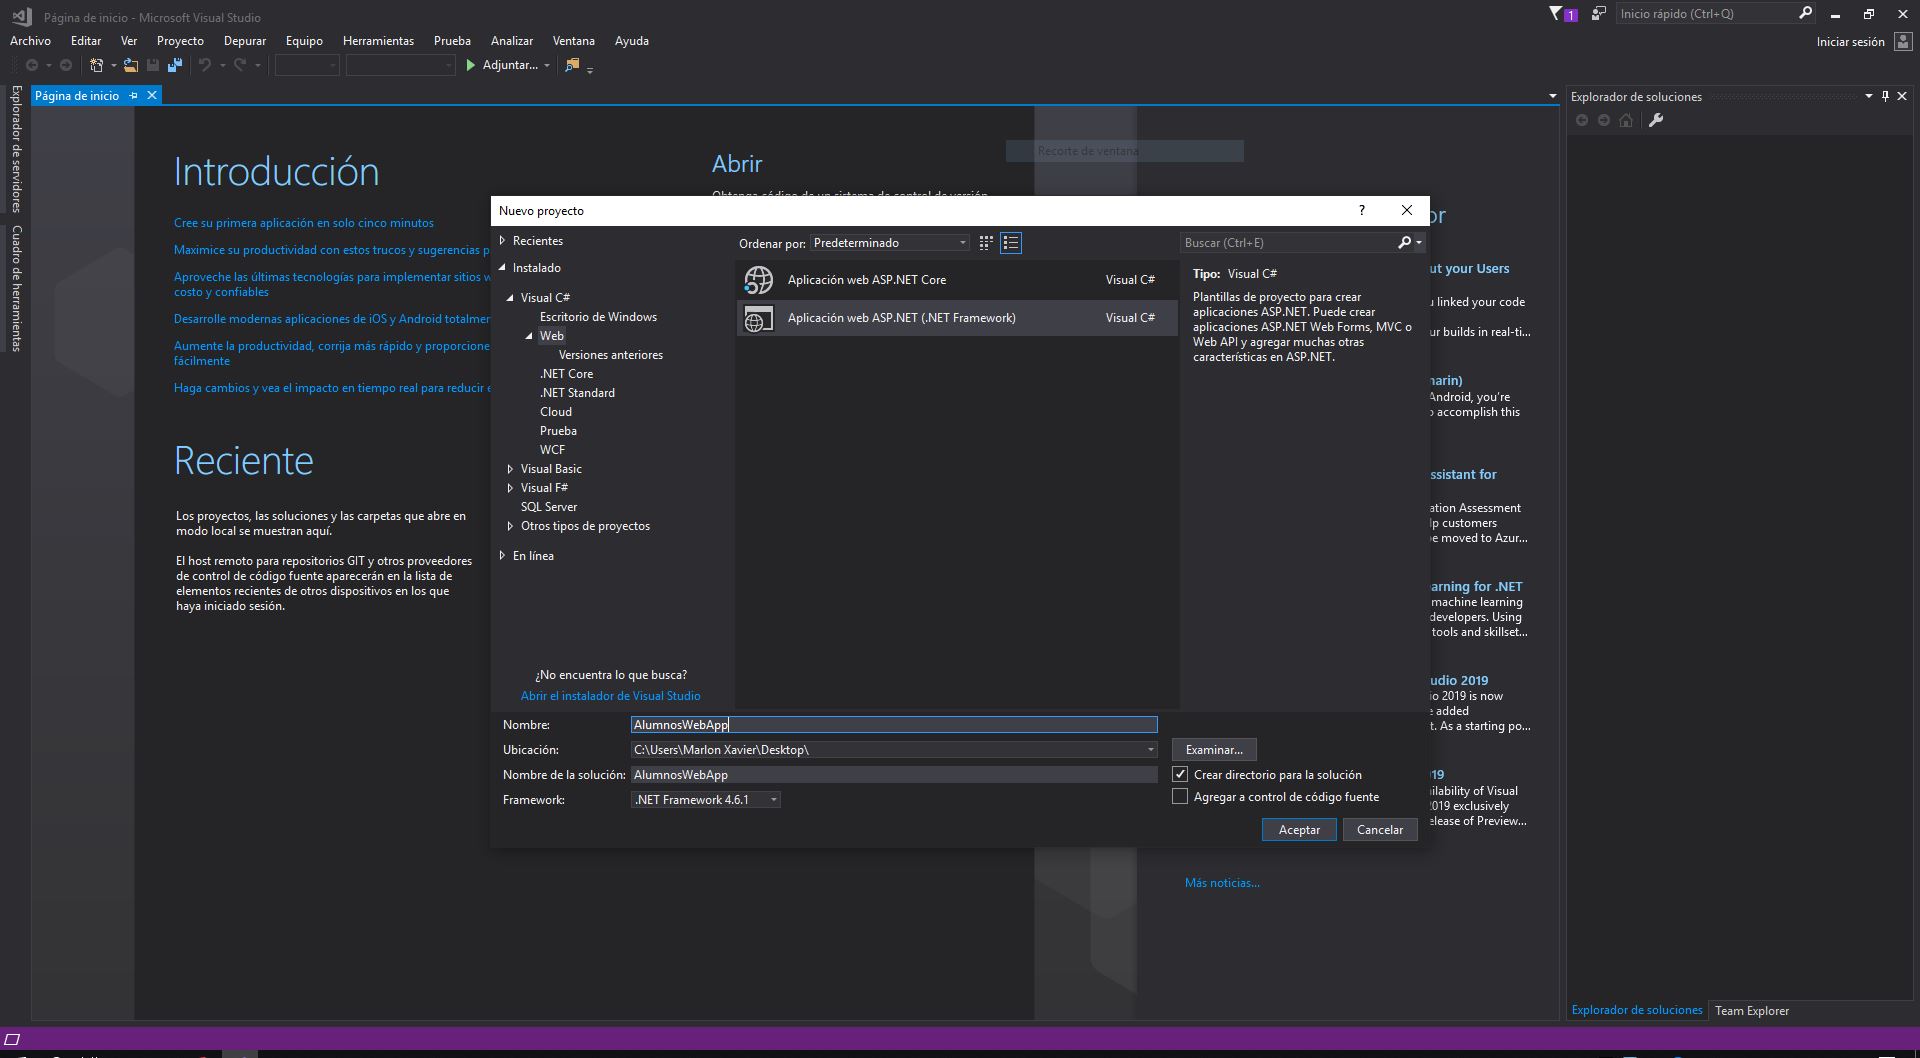 Página de inicio - Microsoft Visual Studio
1
Inicio rápido (Ctrl+Q)
Archivo Editar Ver Proyecto Depurar Equipo Herramientas Prueba Analizar Ventana Ayuda
Iniciar sesión
Adjuntar...
Explorador de servidores
Cuadro de herramientas
Página de inicio
Introducción
Cree su primera aplicación en solo cinco minutos
Maximice su productividad con estos trucos y sugerencias p
Aproveche las últimas tecnologías para implementar sitios w
costo y confiables
Desarrolle modernas aplicaciones de iOS y Android totalmen
Aumente la productividad, corrija más rápido y proporcione
fácilmente
Haga cambios y vea el impacto en tiempo real para reducir e
Reciente
Los proyectos, las soluciones y las carpetas que abre en
modo local se muestran aquí.
El host remoto para repositorios GIT y otros proveedores
de control de código fuente aparecerán en la lista de
elementos recientes de otros dispositivos en los que
haya iniciado sesión.
Abrir
Obtenga código de un sistema de control de versión
Recorte de ventana
Nuevo proyecto
?
Recientes
Instalado
Visual C#
Escritorio de Windows
Web
Versiones anteriores
.NET Core
.NET Standard
Cloud
Prueba
WCF
Visual Basic
Visual F#
SQL Server
Otros tipos de proyectos
En línea
¿No encuentra lo que busca?
Abrir el instalador de Visual Studio
Ordenar por: Predeterminado
Aplicación web ASP.NET Core Visual C#
Aplicación web ASP.NET (.NET Framework) Visual C#
Buscar (Ctrl+E)
Tipo: Visual C#
Plantillas de proyecto para crear
aplicaciones ASP.NET. Puede crear
aplicaciones ASP.NET Web Forms, MVC o
Web API y agregar muchas otras
características en ASP.NET.
Nombre: AlumnosWebApp
Ubicación: C:\Users\Marlon Xavier\Desktop\
Examinar...
Nombre de la solución: AlumnosWebApp
Crear directorio para la solución
Framework: .NET Framework 4.6.1
Agregar a control de código fuente
Aceptar Cancelar
or
ut your Users
u linked your code
ur builds in real-ti...
narin)
Android, you're
o accomplish this
ssistant for
ation Assessment
lp customers
be moved to Azur...
arning for .NET
machine learning
developers. Using
tools and skillset...
udio 2019
io 2019 is now
e added
t. As a starting po...
19
ilability of Visual
2019 exclusively
elease of Preview...
Más noticias...
Explorador de soluciones
Explorador de soluciones Team Explorer